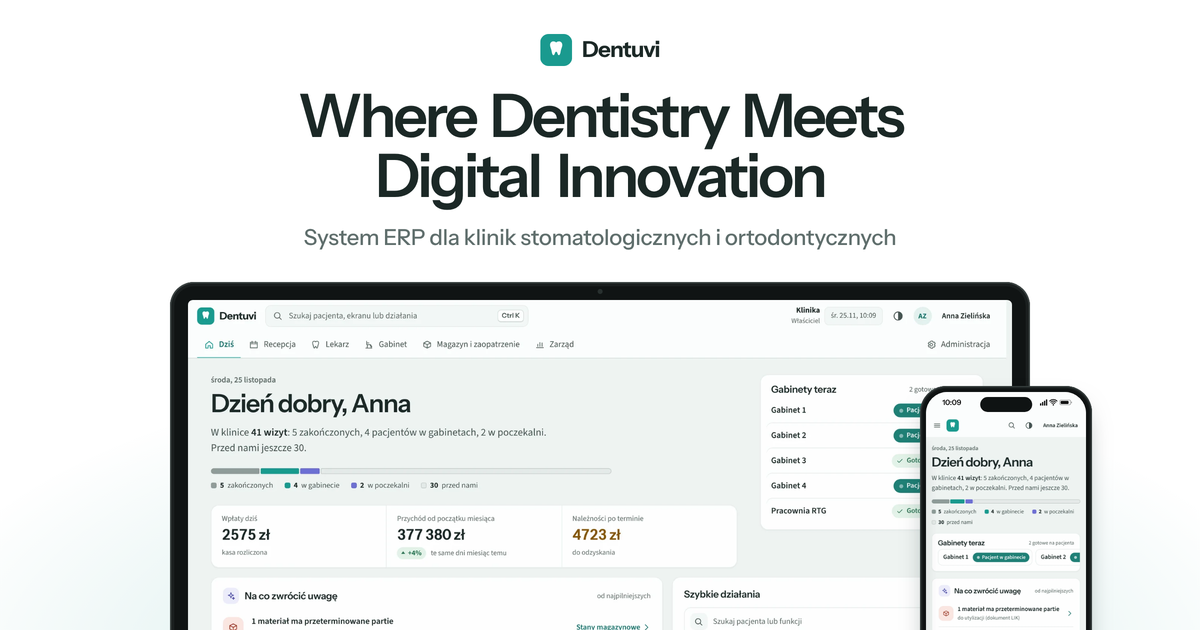 Dentuvi
Where Dentistry Meets
Digital Innovation
System ERP dla klinik stomatologicznych i ortodontycznych
Dentuvi
Szukaj pacjenta, ekranu lub działania
Ctrl K
Klinika
Właściciel
śr. 25.11, 10:09
AZ
Anna Zielińska
Dziś
Recepcja
Lekarz
Gabinet
Magazyn i zaopatrzenie
Zarząd
Administracja
środa, 25 listopada
Dzień dobry, Anna
W klinice 41 wizyt: 5 zakończonych, 4 pacjentów w gabinetach, 2 w poczekalni.
Przed nami jeszcze 30.
5 zakończonych
4 w gabinecie
2 w poczekalni
30 przed nami
Wpłaty dziś
2575 zł
kasa rozliczona
Przychód od początku miesiąca
377 380 zł
+4% te same dni miesiąc temu
Należności po terminie
4723 zł
do odzyskania
Gabinety teraz
2
Gabinet 1
Gabinet 2
Gabinet 3
Gabinet 4
Pracownia RTG
Na co zwrócić uwagę
od najpilniejszych
1 materiał ma przeterminowane partie
Stany magazynowe
Szybkie działania
Szukaj pacjenta lub funkcji
10:09
Anna Zielińska
środa, 25 listopada
Dzień dobry, Anna
W klinice 41 wizyt: 5 zakończonych, 4 pacjentów w
gabinetach, 2 w poczekalni. Przed nami jeszcze 30.
5 zakończonych
4 w gabinecie
2 w poczekalni
30 przed nami
Gabinety teraz
2 gotowe na pacjenta
Gabinet 1
Pacjent w gabinecie
Gabinet 2
Na co zwrócić uwagę
od najpilniejszych
1 materiał ma przeterminowane partie
do utylizacji (dokument LIK)